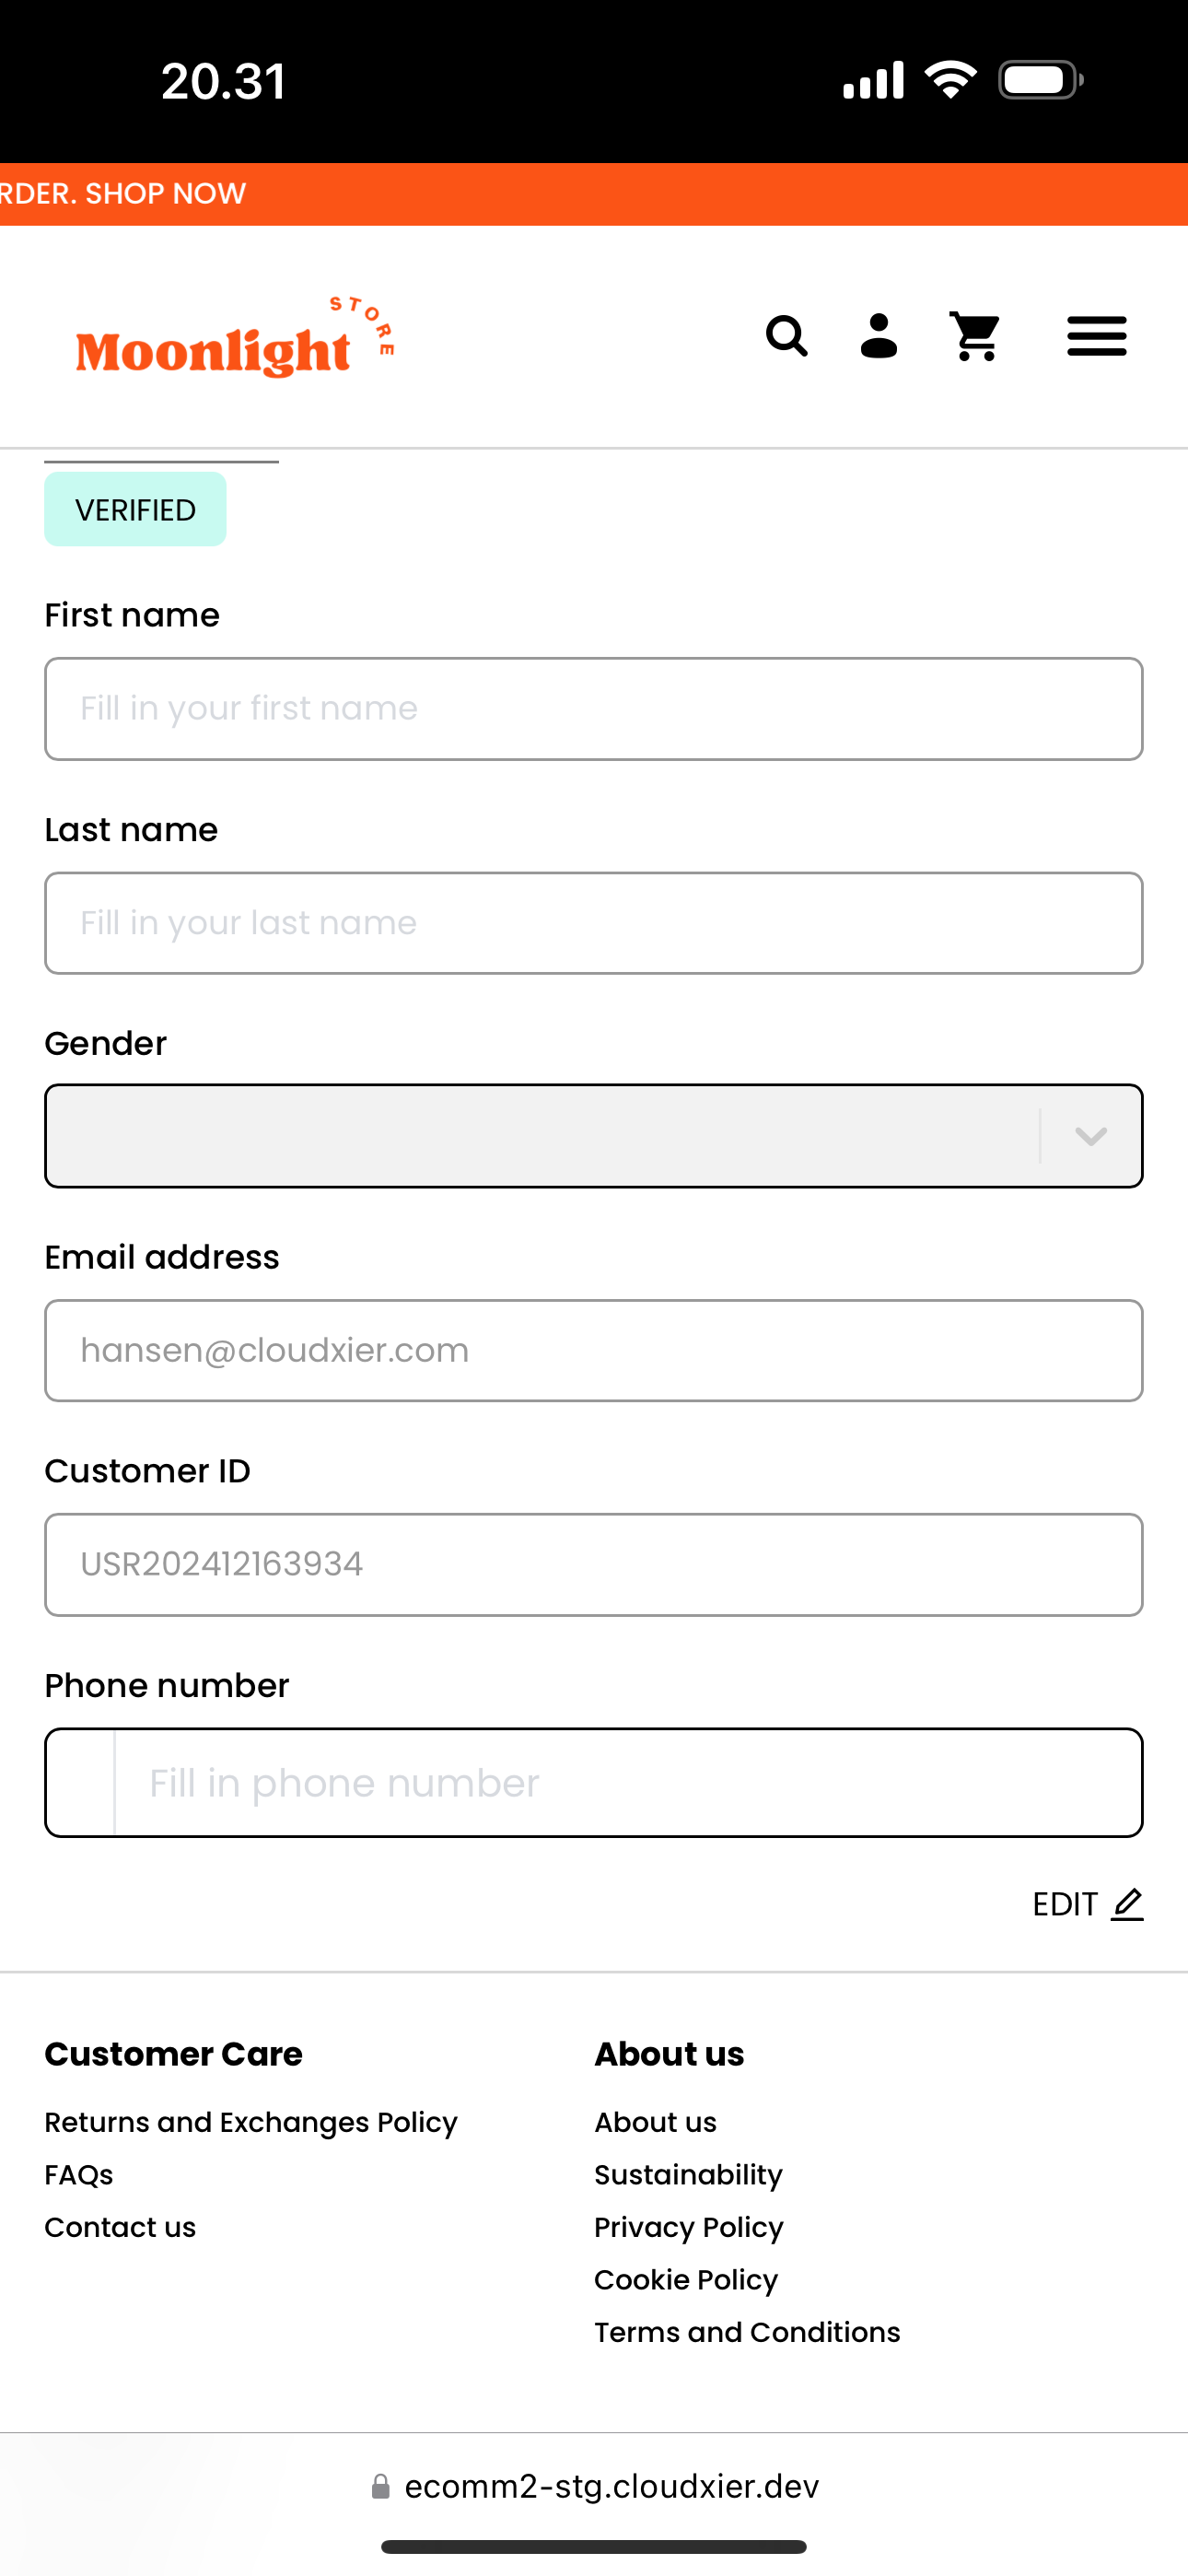 20.31
RDER. SHOP NOW
STORE
Moonlight
VERIFIED
First name
Fill in your first name
Last name
Fill in your last name
Gender
Email address
hansen@cloudxier.com
Customer ID
USR202412163934
Phone number
Fill in phone number
EDIT
Customer Care
Returns and Exchanges Policy
FAQs
Contact us
About us
About us
Sustainability
Privacy Policy
Cookie Policy
Terms and Conditions
ecomm2-stg.cloudxier.dev